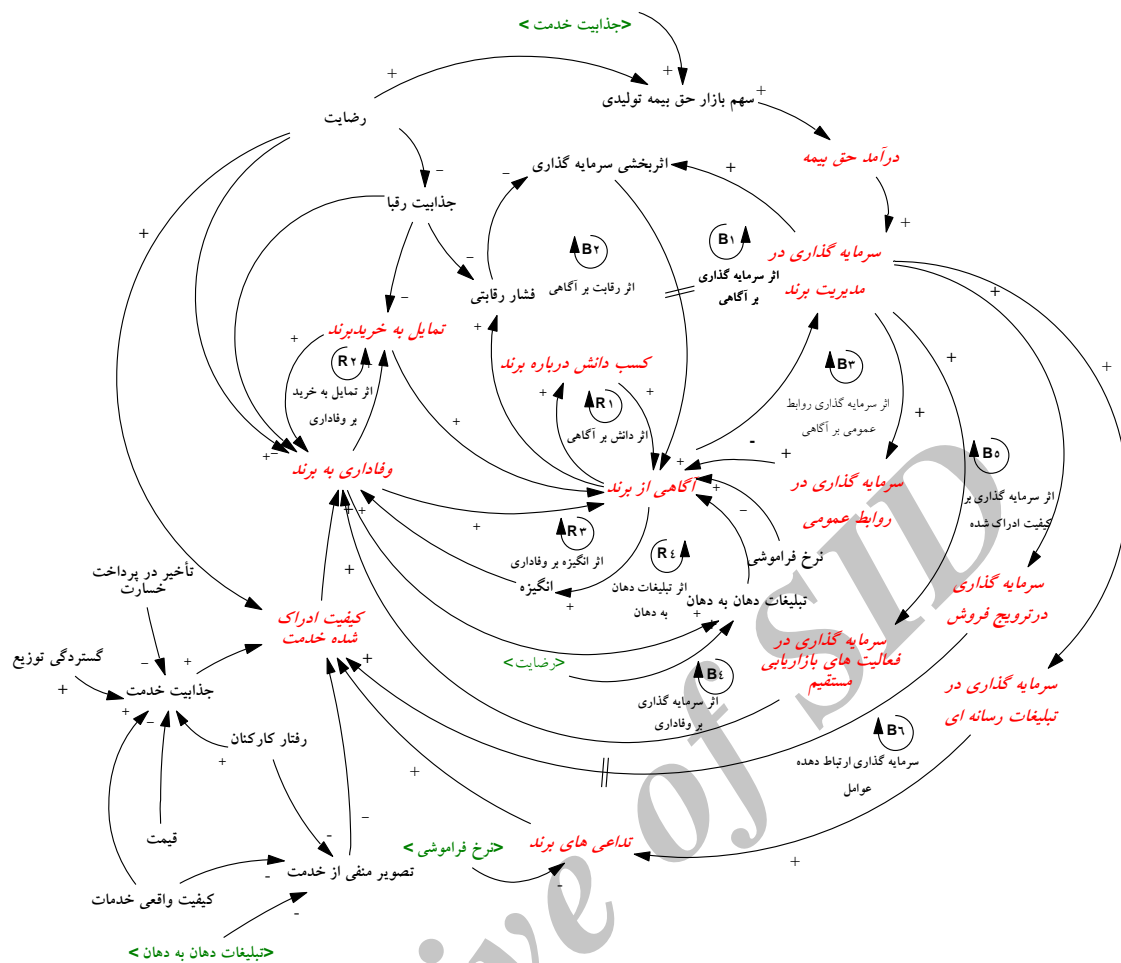 <جذابیت خدمت>
سهم بازار حق بیمه تولیدی
رضایت
درآمد حق بیمه
اثربخشی سرمایه گذاری
جذابیت رقبا
B۱
اثر سرمایه گذاری
بر آگاهی
B۲
اثر رقابت بر آگاهی
سرمایه گذاری در
مدیریت برند
فشار رقابتی
تمایل به خریدبرند
R۲
اثر تمایل به خرید
بر وفاداری
کسب دانش درباره برند
R۱
اثر دانش بر آگاهی
B۳
اثر سرمایه گذاری روابط
عمومی بر آگاهی
وفاداری به برند
آگاهی از برند
سرمایه گذاری در
روابط عمومی
B۵
اثر سرمایه گذاری بر
کیفیت ادراک شده
R۳
اثر انگیزه بر وفاداری
انگیزه
R٤
اثر تبلیغات دهان
به دهان
نرخ فراموشی
تبلیغات دهان به دهان
سرمایه گذاری
درترویج فروش
تأخیر در پرداخت
خسارت
کیفیت ادراک
شده خدمت
گستردگی توزیع
جذابیت خدمت
<رضایت>
B٤
اثر سرمایه گذاری
بر وفاداری
سرمایه گذاری در
فعالیت های بازاریابی
مستقیم
سرمایه گذاری در
تبلیغات رسانه ای
رفتار کارکنان
B٦
سرمایه گذاری ارتباط دهده
عوامل
قیمت
<نرخ فراموشی>
تداعی های برند
تصویر منفی از خدمت
کیفیت واقعی خدمات
<تبلیغات دهان به دهان>
ive of SID